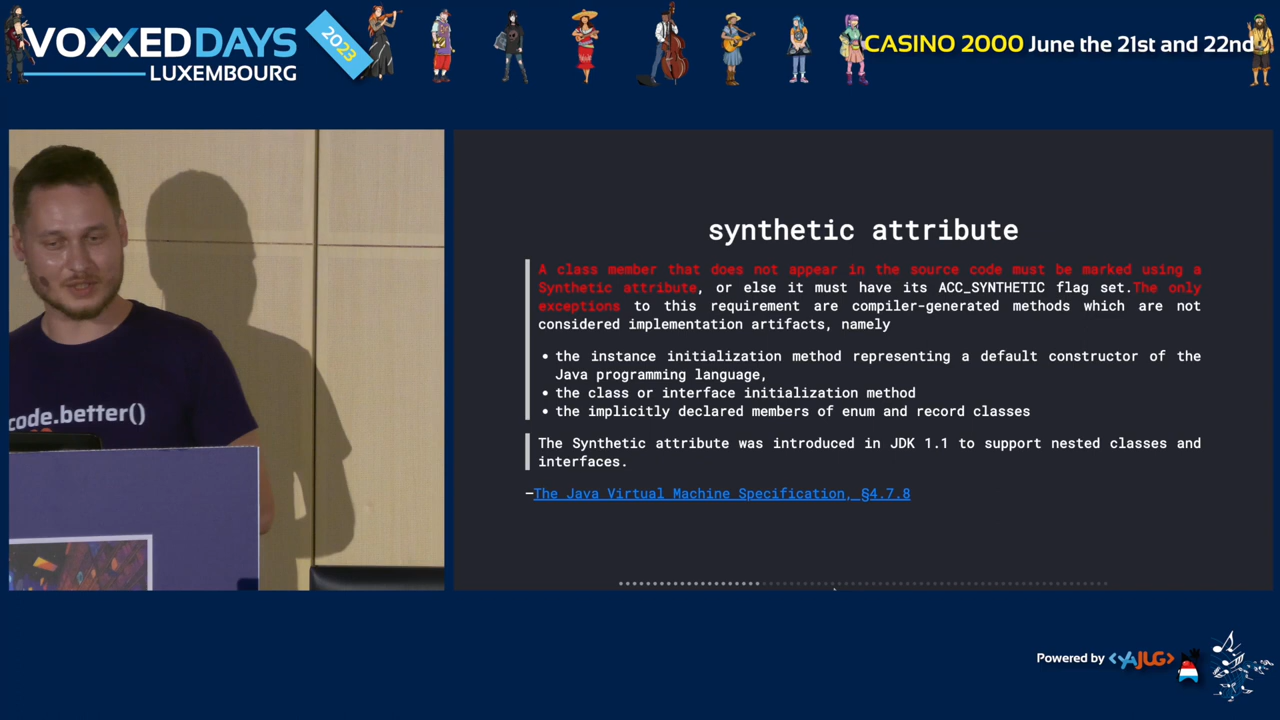 VOXXED DAYS
LUXEMBOURG
2023
CASINO 2000 June the 21st and 22nd
code.better()
synthetic attribute
A class member that does not appear in the source code must be marked using a
Synthetic attribute, or else it must have its ACC_SYNTHETIC flag set.The only
exceptions to this requirement are compiler-generated methods which are not
considered implementation artifacts, namely
• the instance initialization method representing a default constructor of the
Java programming language,
• the class or interface initialization method
• the implicitly declared members of enum and record classes
The Synthetic attribute was introduced in JDK 1.1 to support nested classes and
interfaces.
—The Java Virtual Machine Specification, §4.7.8
Powered by <YAJUG>